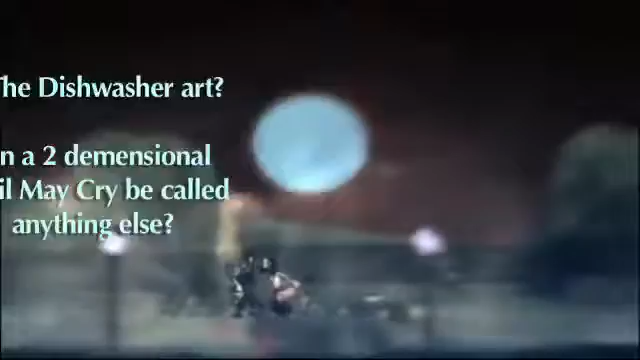 he Dishwasher art?
n a 2 demensional
il May Cry be called
anything else?